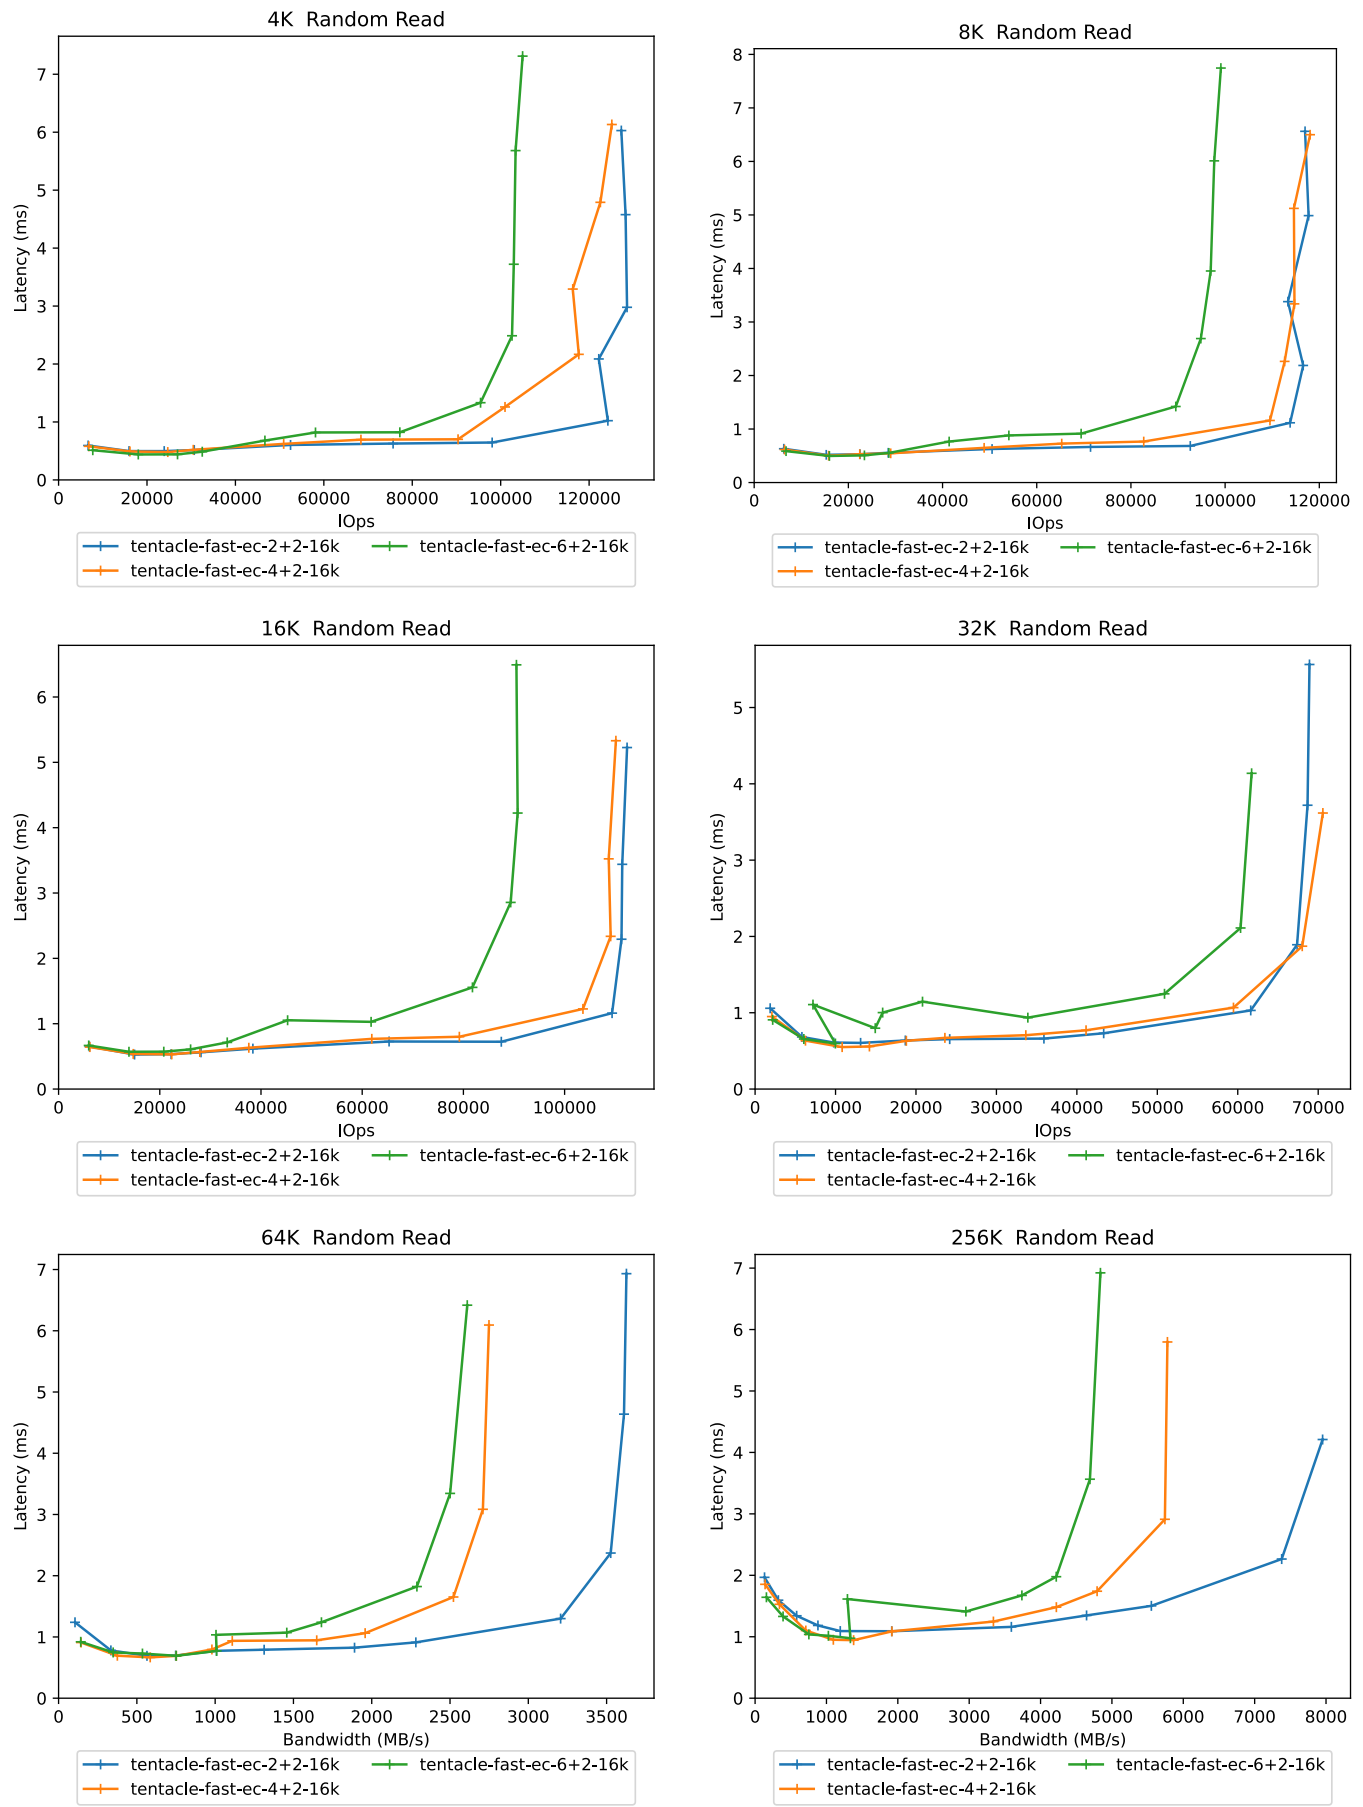 4K  Random Read
Latency (ms)
7
6
5
4
3
2
1
0
0 20000 40000 60000 80000 100000 120000
IOps
tentacle-fast-ec-2+2-16k tentacle-fast-ec-6+2-16k
tentacle-fast-ec-4+2-16k
8K  Random Read
Latency (ms)
8
7
6
5
4
3
2
1
0
0 20000 40000 60000 80000 100000 120000
IOps
tentacle-fast-ec-2+2-16k tentacle-fast-ec-6+2-16k
tentacle-fast-ec-4+2-16k
16K  Random Read
Latency (ms)
6
5
4
3
2
1
0
0 20000 40000 60000 80000 100000
IOps
tentacle-fast-ec-2+2-16k tentacle-fast-ec-6+2-16k
tentacle-fast-ec-4+2-16k
32K  Random Read
Latency (ms)
5
4
3
2
1
0
0 10000 20000 30000 40000 50000 60000 70000
IOps
tentacle-fast-ec-2+2-16k tentacle-fast-ec-6+2-16k
tentacle-fast-ec-4+2-16k
64K  Random Read
Latency (ms)
7
6
5
4
3
2
1
0
0 500 1000 1500 2000 2500 3000 3500
Bandwidth (MB/s)
tentacle-fast-ec-2+2-16k tentacle-fast-ec-6+2-16k
tentacle-fast-ec-4+2-16k
256K  Random Read
Latency (ms)
7
6
5
4
3
2
1
0
0 1000 2000 3000 4000 5000 6000 7000 8000
Bandwidth (MB/s)
tentacle-fast-ec-2+2-16k tentacle-fast-ec-6+2-16k
tentacle-fast-ec-4+2-16k